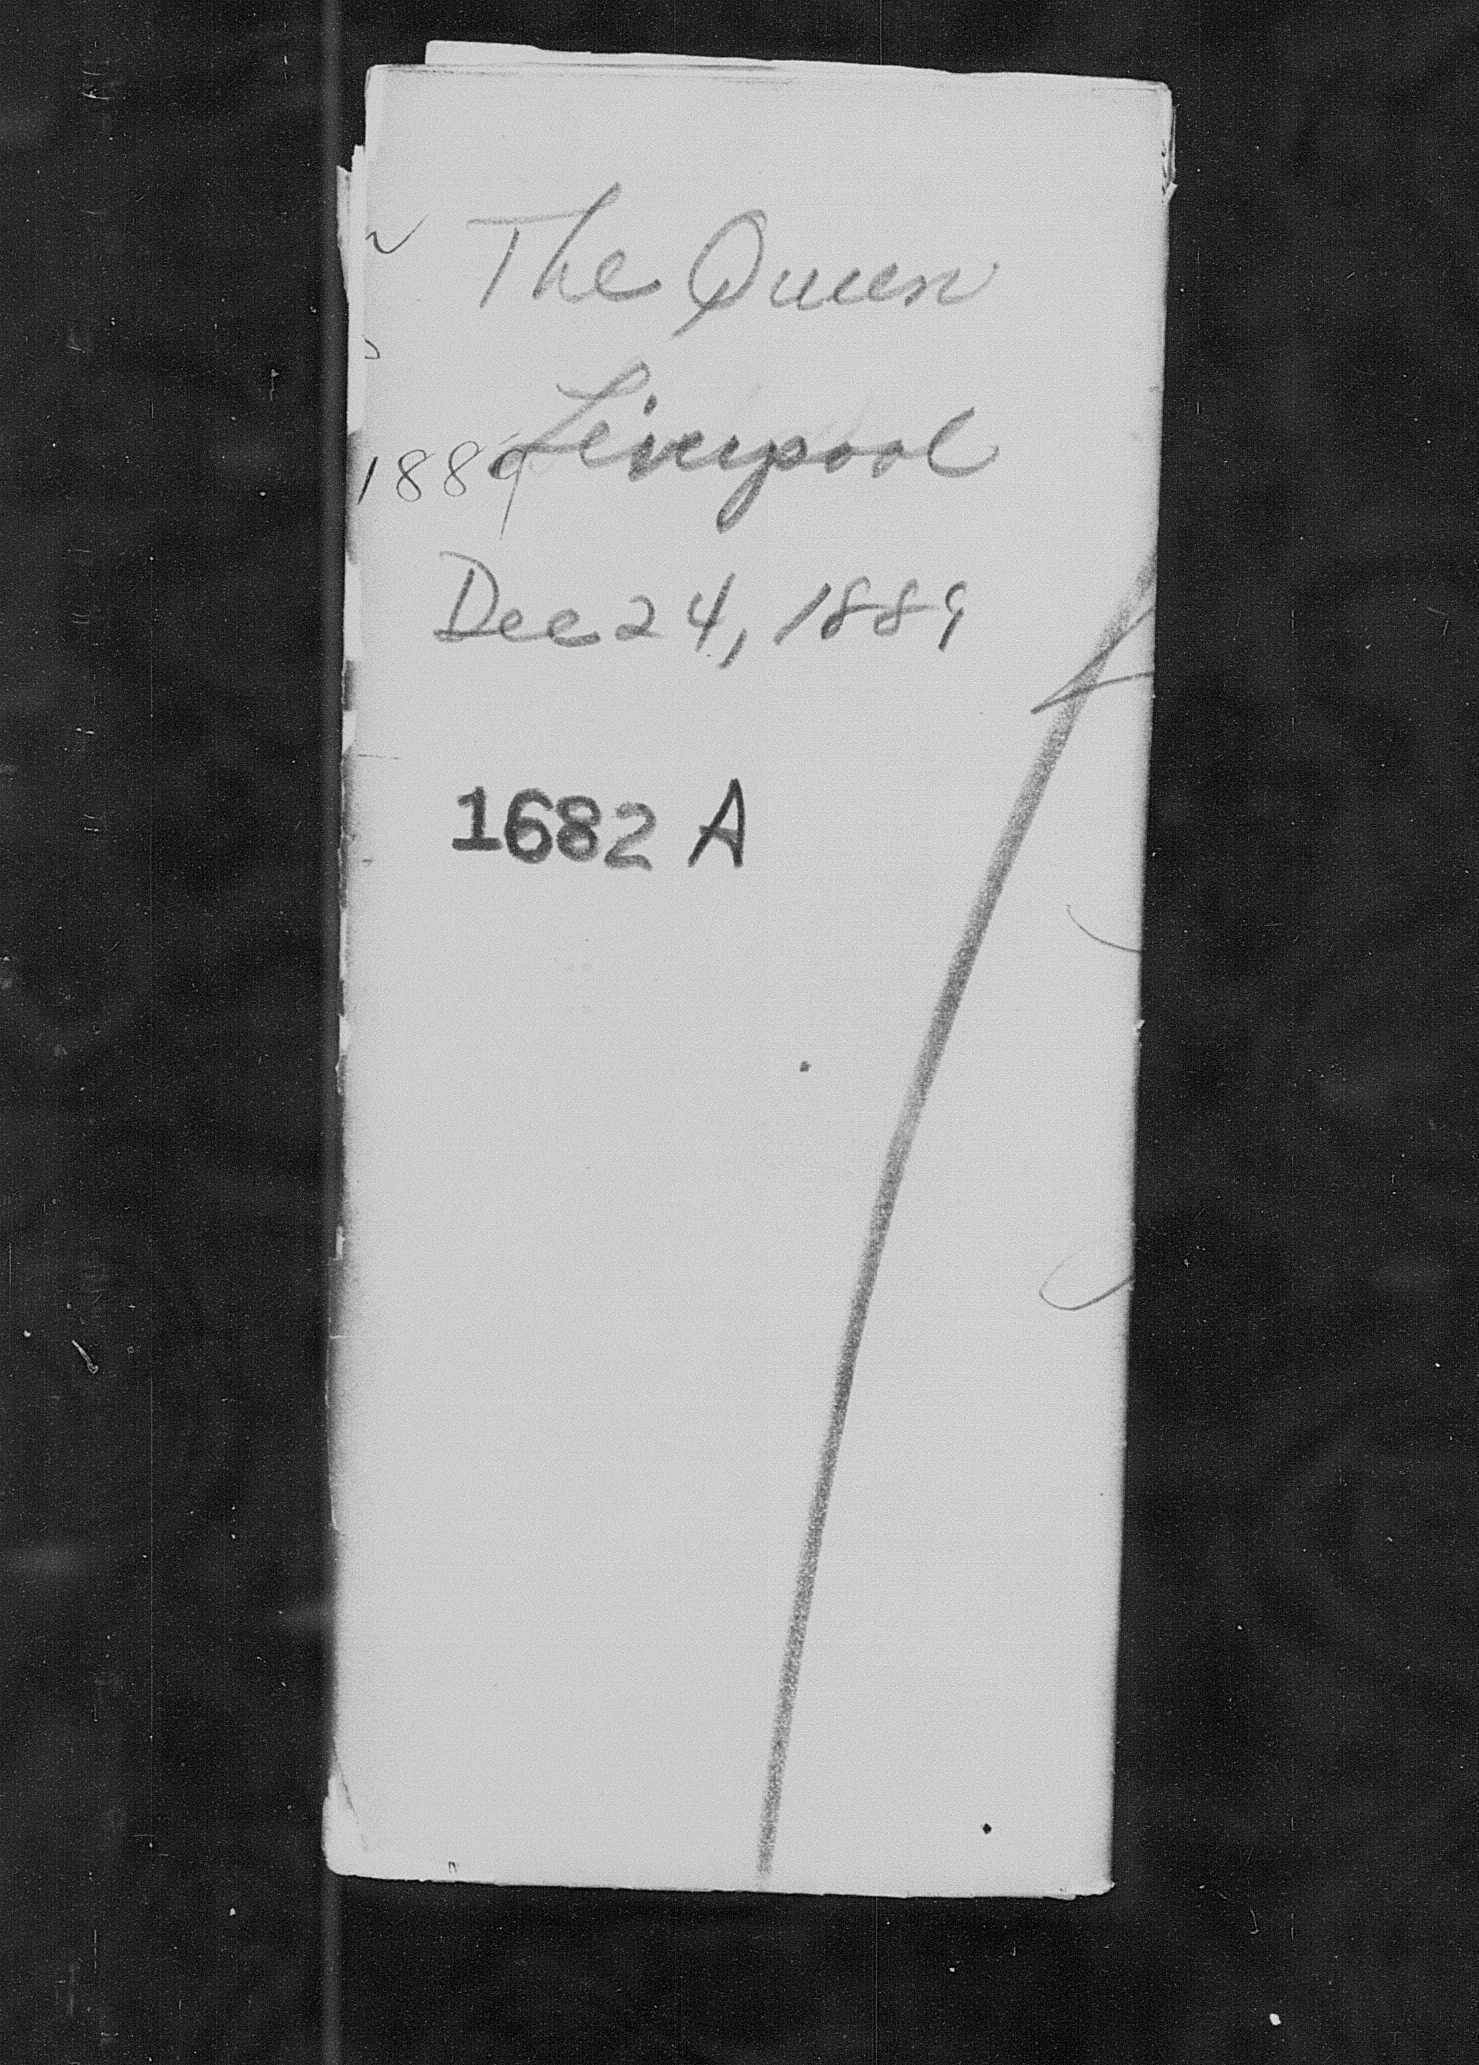 The Queen
Liverpool
1889
Dec 24, 1889
1682 A